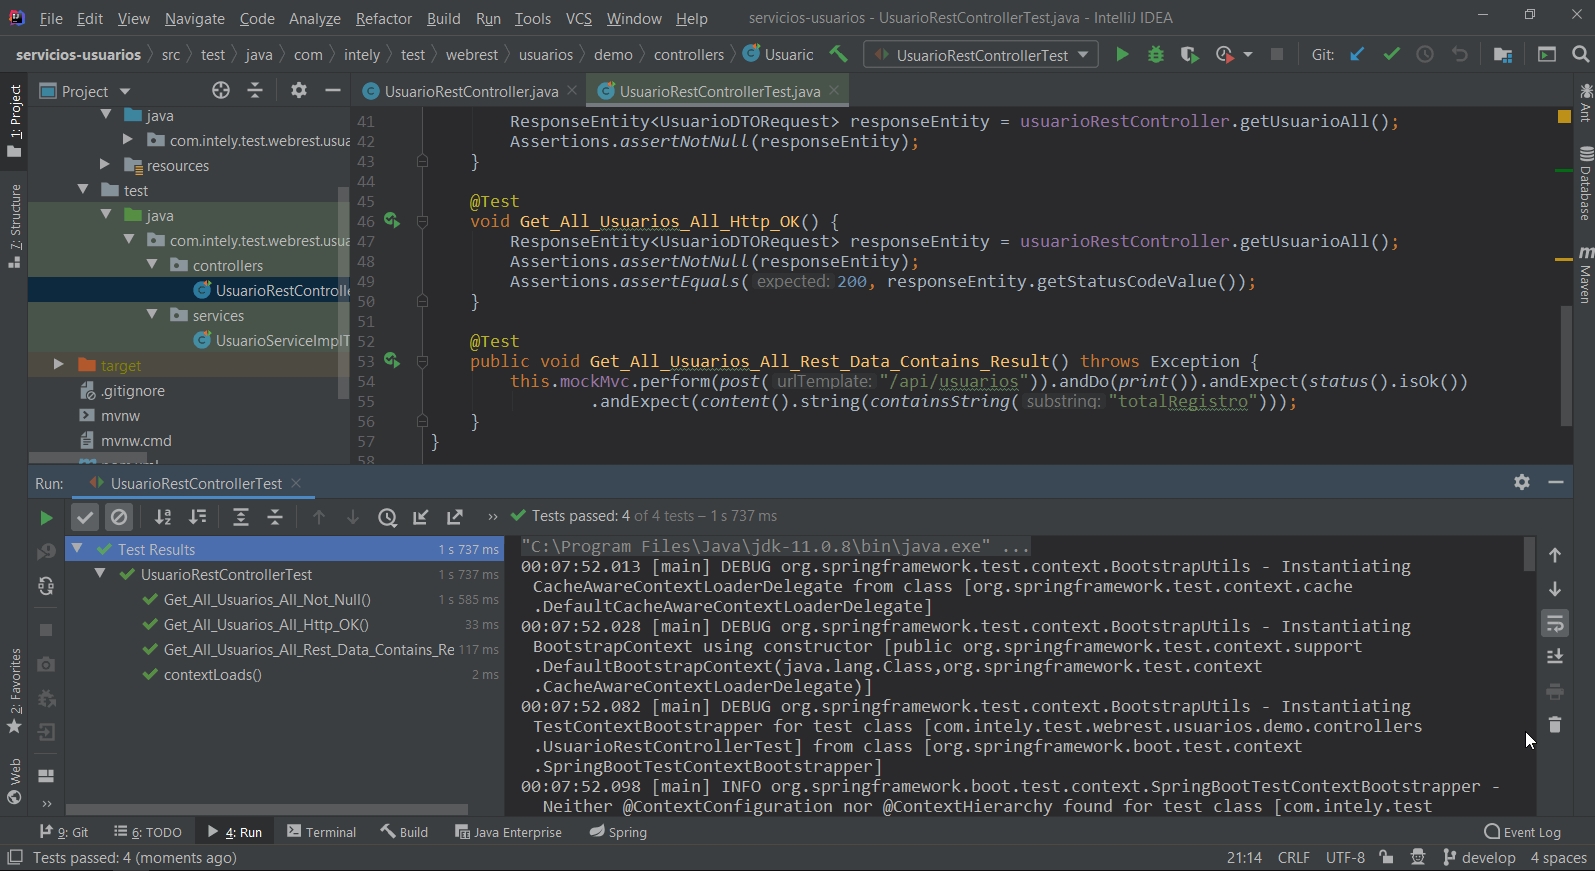 File Edit View Navigate Code Analyze Refactor Build Run Tools VCS Window Help servicios-usuarios - UsuarioRestControllerTest.java - IntelliJ IDEA
servicios-usuarios src test java com intely test webrest usuarios demo controllers Usuaric UsuarioRestControllerTest Git:
Project
UsuarioRestController.java UsuarioRestControllerTest.java
1: Project
7: Structure
2: Favorites
Web
Ant
Database
Maven
java
com.intely.test.webrest.usua
resources
test
java
com.intely.test.webrest.usua
controllers
UsuarioRestControlle
services
UsuarioServiceImplT
target
.gitignore
mvnw
mvnw.cmd
41 ResponseEntity<UsuarioDTORequest> responseEntity = usuarioRestController.getUsuarioAll();
42 Assertions.assertNotNull(responseEntity);
43 }
44
45 @Test
46 void Get_All_Usuarios_All_Http_OK() {
47 ResponseEntity<UsuarioDTORequest> responseEntity = usuarioRestController.getUsuarioAll();
48 Assertions.assertNotNull(responseEntity);
49 Assertions.assertEquals( expected: 200, responseEntity.getStatusCodeValue());
50 }
51
52 @Test
53 public void Get_All_Usuarios_All_Rest_Data_Contains_Result() throws Exception {
54 this.mockMvc.perform(post( urlTemplate: "/api/usuarios")).andDo(print()).andExpect(status().isOk())
55 .andExpect(content().string(containsString( substring: "totalRegistro")));
56 }
57 }
58
Run: UsuarioRestControllerTest
Tests passed: 4 of 4 tests – 1 s 737 ms
Test Results 1 s 737 ms
UsuarioRestControllerTest 1 s 737 ms
Get_All_Usuarios_All_Not_Null() 1 s 585 ms
Get_All_Usuarios_All_Http_OK() 33 ms
Get_All_Usuarios_All_Rest_Data_Contains_Re 117 ms
contextLoads() 2 ms
"C:\Program Files\Java\jdk-11.0.8\bin\java.exe" ...
00:07:52.013 [main] DEBUG org.springframework.test.context.BootstrapUtils - Instantiating
CacheAwareContextLoaderDelegate from class [org.springframework.test.context.cache
.DefaultCacheAwareContextLoaderDelegate]
00:07:52.028 [main] DEBUG org.springframework.test.context.BootstrapUtils - Instantiating
BootstrapContext using constructor [public org.springframework.test.context.support
.DefaultBootstrapContext(java.lang.Class,org.springframework.test.context
.CacheAwareContextLoaderDelegate)]
00:07:52.082 [main] DEBUG org.springframework.test.context.BootstrapUtils - Instantiating
TestContextBootstrapper for test class [com.intely.test.webrest.usuarios.demo.controllers
.UsuarioRestControllerTest] from class [org.springframework.boot.test.context
.SpringBootTestContextBootstrapper]
00:07:52.098 [main] INFO org.springframework.boot.test.context.SpringBootTestContextBootstrapper -
Neither @ContextConfiguration nor @ContextHierarchy found for test class [com.intely.test
9: Git 6: TODO 4: Run Terminal Build Java Enterprise Spring Event Log
Tests passed: 4 (moments ago) 21:14 CRLF UTF-8 develop 4 spaces